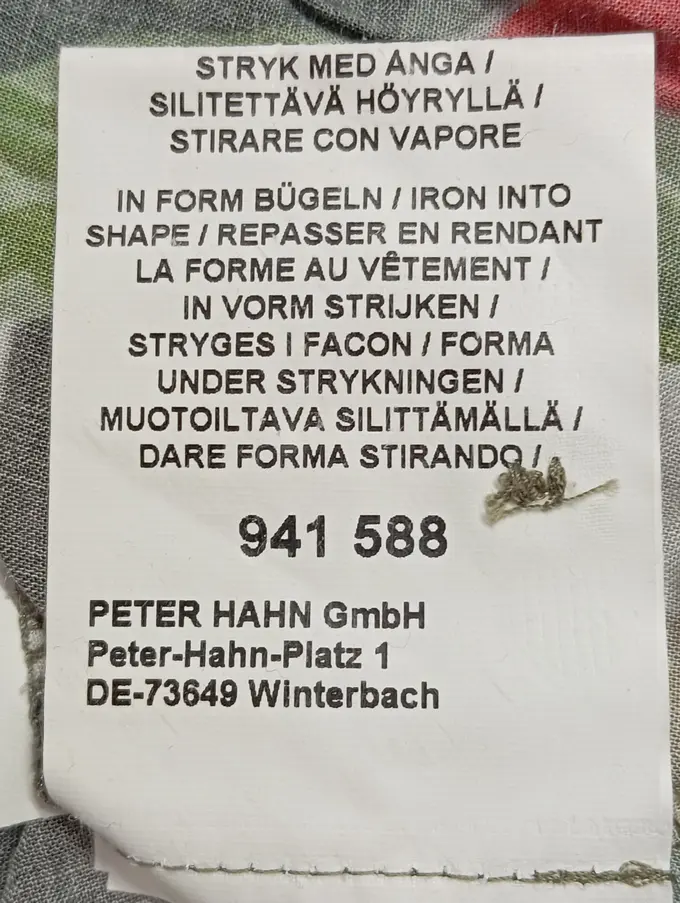 STRYK MED ÅNGA /
SILITETTÄVÄ HÖYRYLLÄ /
STIRARE CON VAPORE
IN FORM BÜGELN / IRON INTO
SHAPE / REPASSER EN RENDANT
LA FORME AU VÊTEMENT /
IN VORM STRIJKEN /
STRYGES I FACON / FORMA
UNDER STRYKNINGEN /
MUOTOILTAVA SILITTÄMÄLLÄ /
DARE FORMA STIRANDO /
941 588
PETER HAHN GmbH
Peter-Hahn-Platz 1
DE-73649 Winterbach